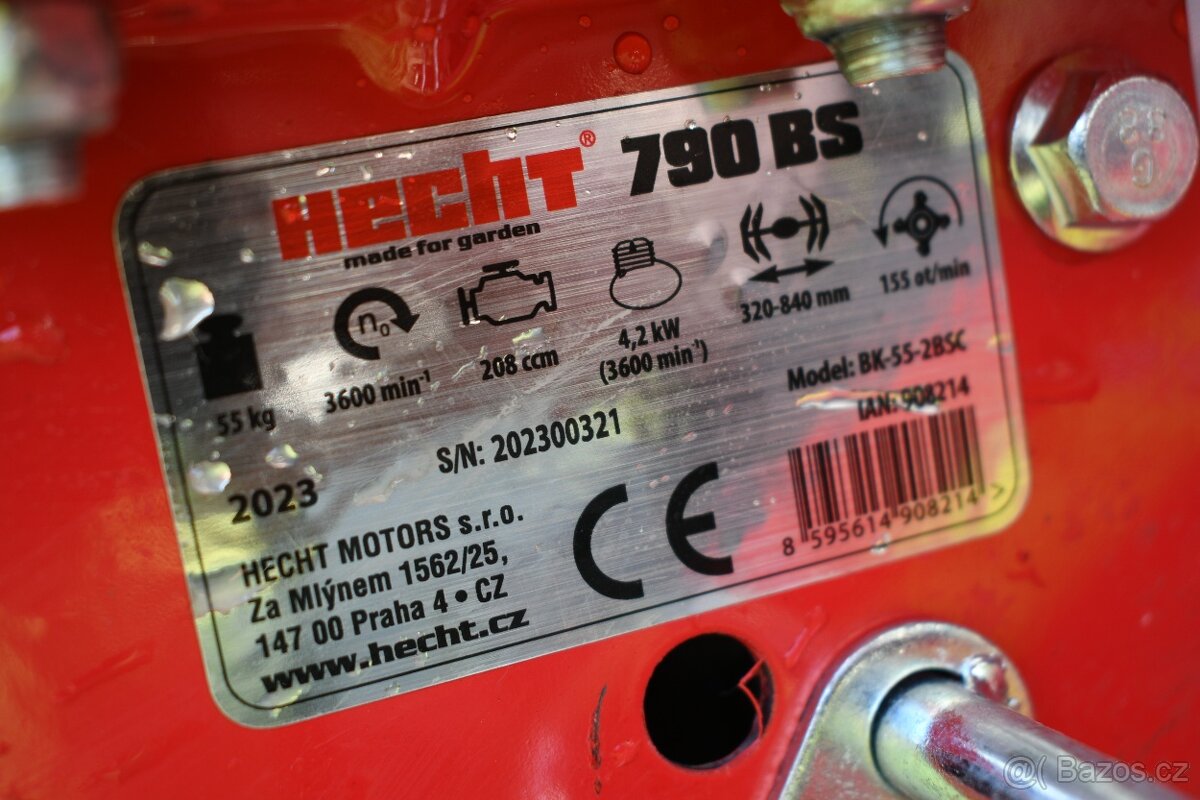 HECHT® 790 BS
made for garden
n₀
55 kg
3600 min⁻¹
208 ccm
4,2 kW
(3600 min⁻¹)
320-840 mm
155 ot/min
Model: BK-55-2BSC
IAN: 908214
S/N: 202300321
2023
HECHT MOTORS s.r.o.
Za Mlýnem 1562/25,
147 00 Praha 4 • CZ
www.hecht.cz
CE
8 595614 908214 >
Bazos.cz